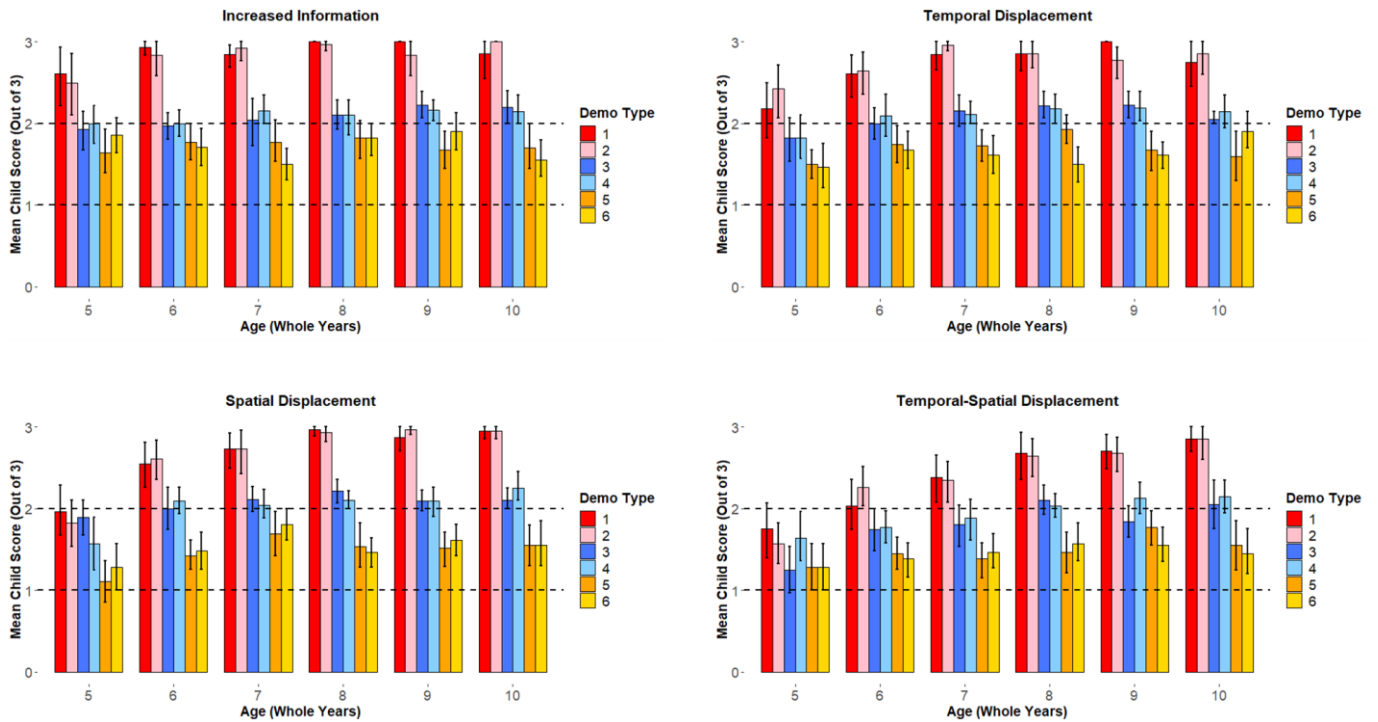 Increased Information
Mean Child Score (Out of 3)
3
2
1
0
5 6 7 8 9 10
Age (Whole Years)
Demo Type
1
2
3
4
5
6
Temporal Displacement
Mean Child Score (Out of 3)
3
2
1
0
5 6 7 8 9 10
Age (Whole Years)
Demo Type
1
2
3
4
5
6
Spatial Displacement
Mean Child Score (Out of 3)
3
2
1
0
5 6 7 8 9 10
Age (Whole Years)
Demo Type
1
2
3
4
5
6
Temporal-Spatial Displacement
Mean Child Score (Out of 3)
3
2
1
0
5 6 7 8 9 10
Age (Whole Years)
Demo Type
1
2
3
4
5
6